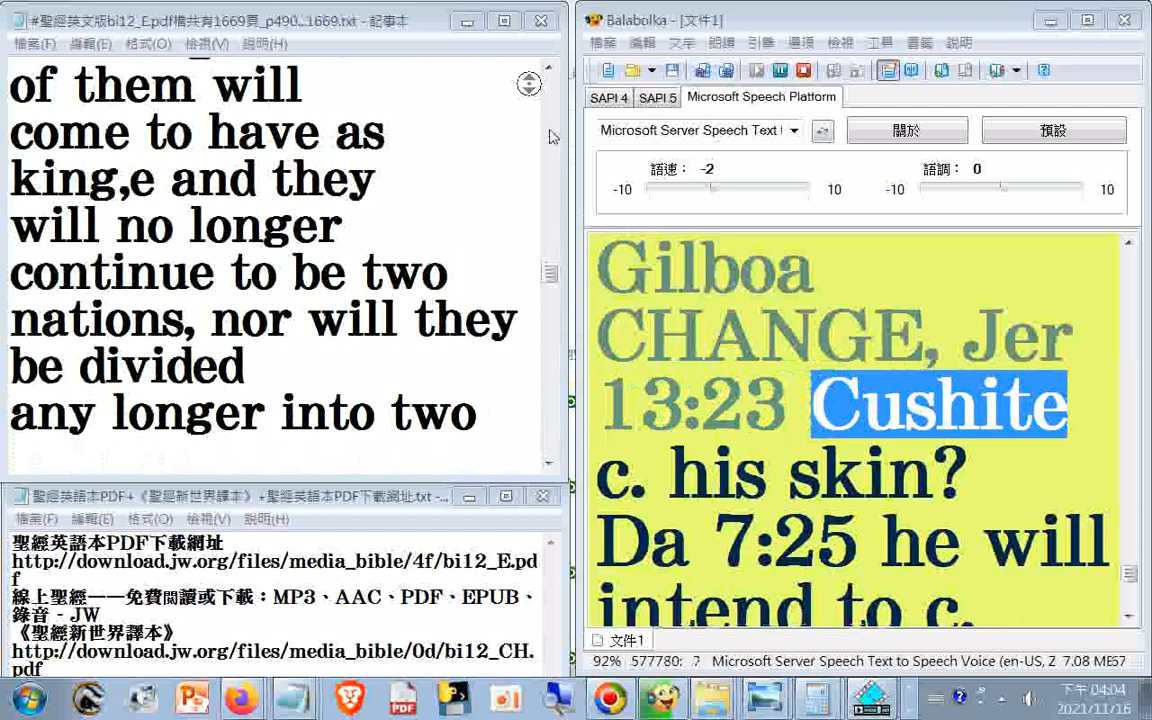 #聖經英文版bi12_E.pdf檔共有1669頁_p490...1669.txt - 記事本
檔案(F) 編輯(E) 格式(O) 檢視(V) 說明(H)
of them will
come to have as
king,e and they
will no longer
continue to be two
nations, nor will they
be divided
any longer into two
聖經英語本PDF+《聖經新世界譯本》+聖經英語本PDF下載網址.txt - ...
檔案(F) 編輯(E) 格式(O) 檢視(V) 說明(H)
聖經英語本PDF下載網址
http://download.jw.org/files/media_bible/4f/bi12_E.pd
f
線上聖經——免費閱讀或下載：MP3、AAC、PDF、EPUB、
錄音 - JW
《聖經新世界譯本》
http://download.jw.org/files/media_bible/0d/bi12_CH.
pdf
Balabolka - [文件1]
檔案 編輯 文字 朗讀 引擎 選項 檢視 工具 書籤 說明
SAPI 4 SAPI 5 Microsoft Speech Platform
Microsoft Server Speech Text 關於 預設
語速： -2 語調： 0
-10 10 -10 10
Gilboa
CHANGE, Jer
13:23 Cushite
c. his skin?
Da 7:25 he will
intend to c.
文件1
92% 577780: 7 Microsoft Server Speech Text to Speech Voice (en-US, Z 7.08 ME
下午 04:04
2021/11/16